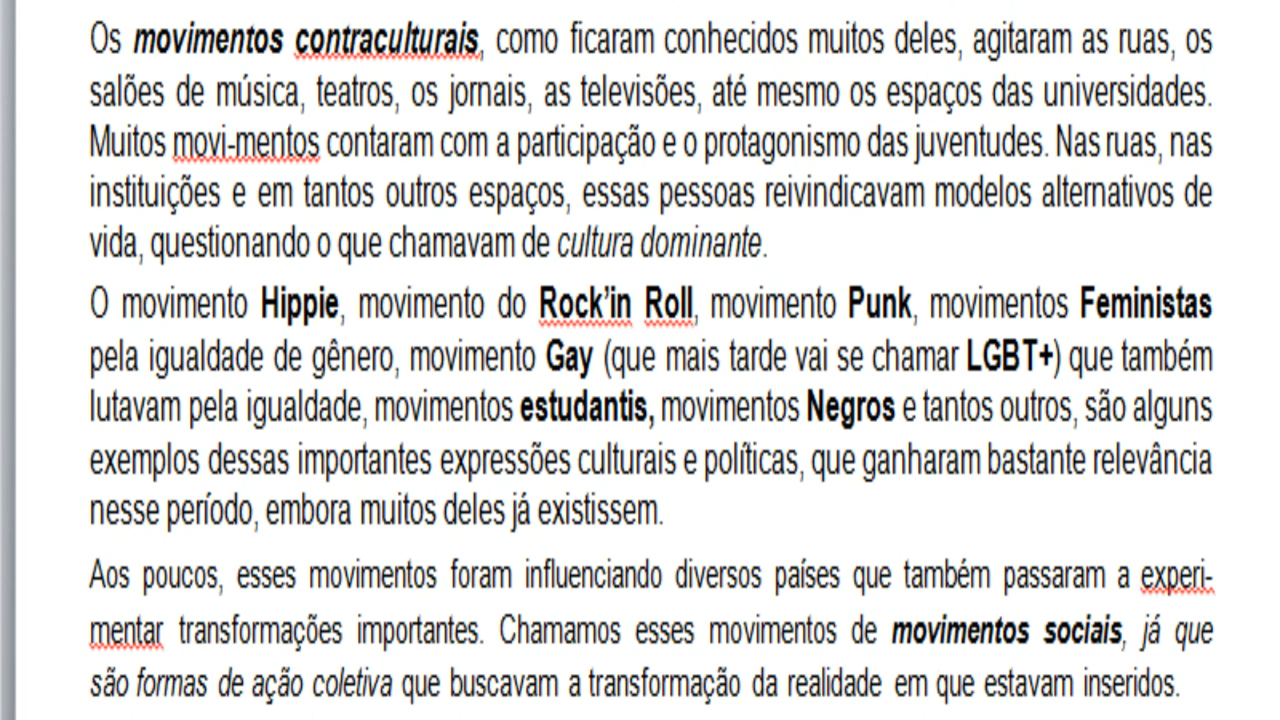 Os movimentos contraculturais, como ficaram conhecidos muitos deles, agitaram as ruas, os
salões de música, teatros, os jornais, as televisões, até mesmo os espaços das universidades.
Muitos movi-mentos contaram com a participação e o protagonismo das juventudes. Nas ruas, nas
instituições e em tantos outros espaços, essas pessoas reivindicavam modelos alternativos de
vida, questionando o que chamavam de cultura dominante.
O movimento Hippie, movimento do Rock’in Roll, movimento Punk, movimentos Feministas
pela igualdade de gênero, movimento Gay (que mais tarde vai se chamar LGBT+) que também
lutavam pela igualdade, movimentos estudantis, movimentos Negros e tantos outros, são alguns
exemplos dessas importantes expressões culturais e políticas, que ganharam bastante relevância
nesse período, embora muitos deles já existissem.
Aos poucos, esses movimentos foram influenciando diversos países que também passaram a experi-
mentar transformações importantes. Chamamos esses movimentos de movimentos sociais, já que
são formas de ação coletiva que buscavam a transformação da realidade em que estavam inseridos.